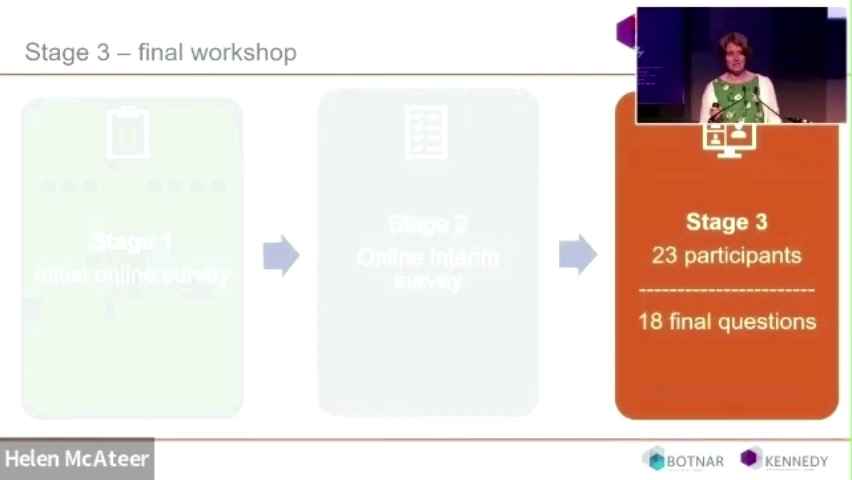 Stage 3 – final workshop
Stage 1
Initial online survey
Stage 2
Online interim
survey
Stage 3
23 participants
18 final questions
Helen McAteer
BOTNAR
KENNEDY